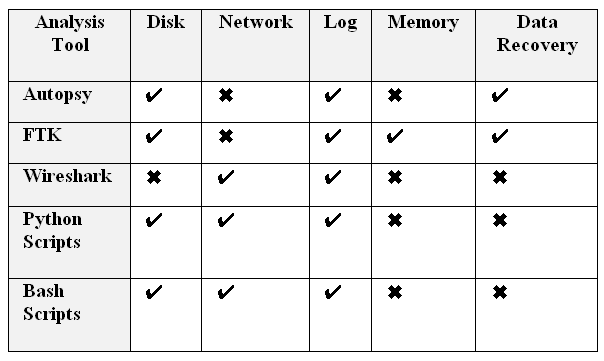 Analysis Tool Disk Network Log Memory Data Recovery
Autopsy ✔ ✖ ✔ ✖ ✔
FTK ✔ ✖ ✔ ✔ ✔
Wireshark ✖ ✔ ✔ ✖ ✖
Python Scripts ✔ ✔ ✔ ✖ ✖
Bash Scripts ✔ ✔ ✔ ✖ ✖